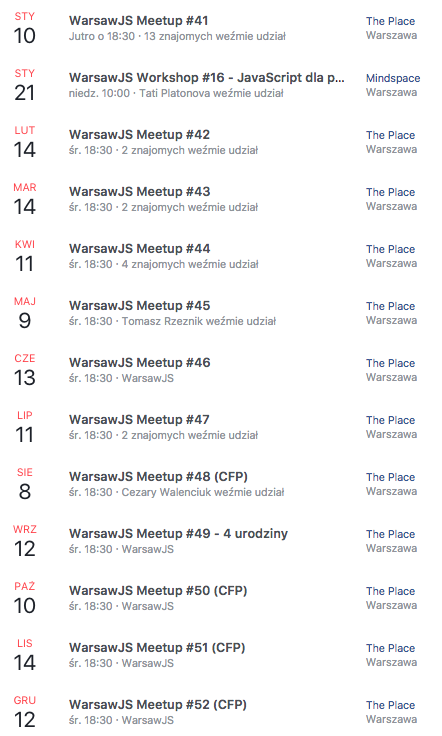 STY
10
WarsawJS Meetup #41
Jutro o 18:30 · 13 znajomych weźmie udział
The Place
Warszawa
STY
21
WarsawJS Workshop #16 - JavaScript dla p...
niedz. 10:00 · Tati Platonova weźmie udział
Mindspace
Warszawa
LUT
14
WarsawJS Meetup #42
śr. 18:30 · 2 znajomych weźmie udział
The Place
Warszawa
MAR
14
WarsawJS Meetup #43
śr. 18:30 · 2 znajomych weźmie udział
The Place
Warszawa
KWI
11
WarsawJS Meetup #44
śr. 18:30 · 4 znajomych weźmie udział
The Place
Warszawa
MAJ
9
WarsawJS Meetup #45
śr. 18:30 · Tomasz Rzeznik weźmie udział
The Place
Warszawa
CZE
13
WarsawJS Meetup #46
śr. 18:30 · WarsawJS
The Place
Warszawa
LIP
11
WarsawJS Meetup #47
śr. 18:30 · 2 znajomych weźmie udział
The Place
Warszawa
SIE
8
WarsawJS Meetup #48 (CFP)
śr. 18:30 · Cezary Walenciuk weźmie udział
The Place
Warszawa
WRZ
12
WarsawJS Meetup #49 - 4 urodziny
śr. 18:30 · WarsawJS
The Place
Warszawa
PAŹ
10
WarsawJS Meetup #50 (CFP)
śr. 18:30 · WarsawJS
The Place
Warszawa
LIS
14
WarsawJS Meetup #51 (CFP)
śr. 18:30 · WarsawJS
The Place
Warszawa
GRU
12
WarsawJS Meetup #52 (CFP)
śr. 18:30 · WarsawJS
The Place
Warszawa